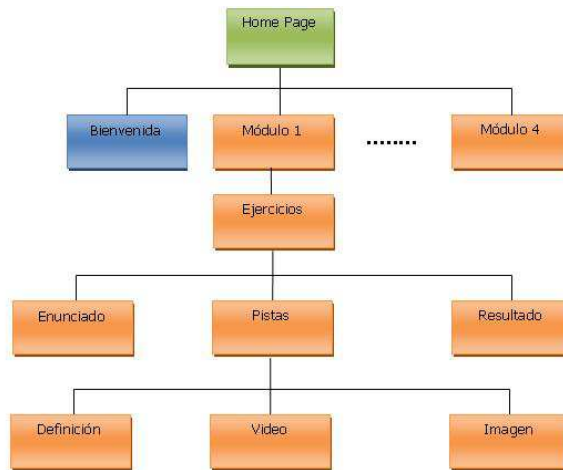 Home Page
Bienvenida
Módulo 1
........
Módulo 4
Ejercicios
Enunciado
Pistas
Resultado
Definición
Video
Imagen